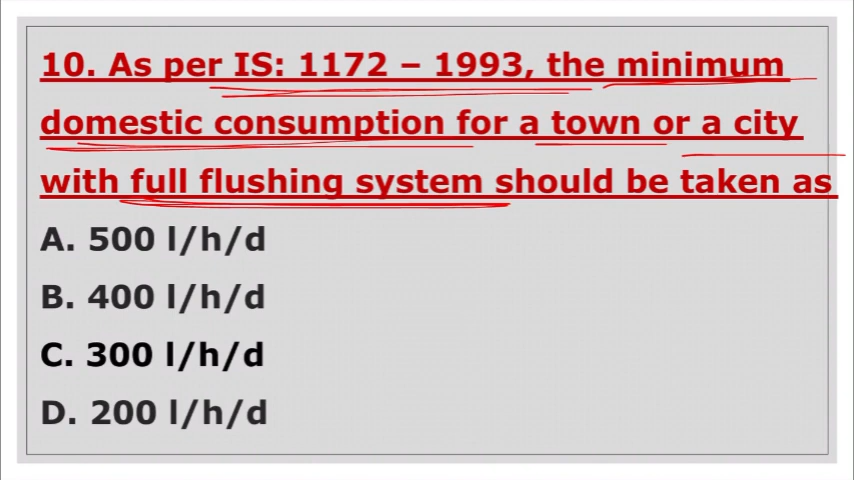 10. As per IS: 1172 – 1993, the minimum
domestic consumption for a town or a city
with full flushing system should be taken as
A. 500 l/h/d
B. 400 l/h/d
C. 300 l/h/d
D. 200 l/h/d